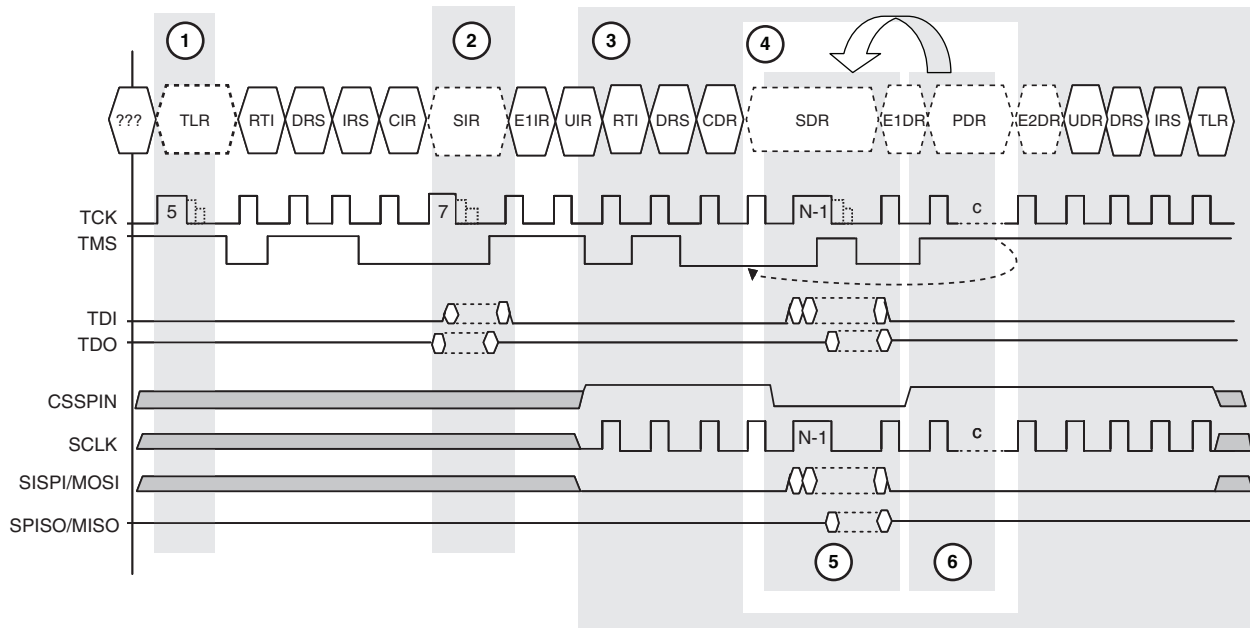 1
2
3
4
??? TLR RTI DRS IRS CIR SIR E1IR UIR RTI DRS CDR SDR E1DR PDR E2DR UDR DRS IRS TLR
TCK 5 7 N-1 C
TMS
TDI
TDO
CSSPIN
SCLK N-1 C
SISPI/MOSI
SPISO/MISO
5
6